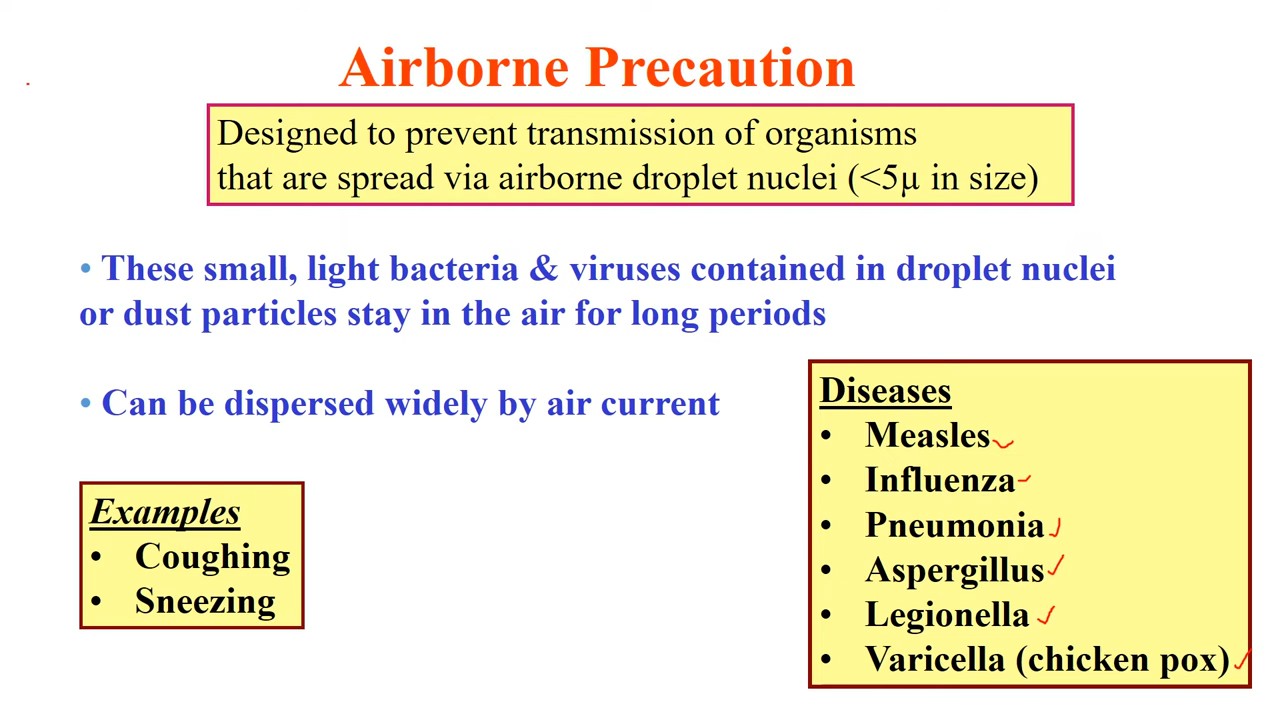 Airborne Precaution
Designed to prevent transmission of organisms
that are spread via airborne droplet nuclei (<5µ in size)
• These small, light bacteria & viruses contained in droplet nuclei
or dust particles stay in the air for long periods
• Can be dispersed widely by air current
Examples
• Coughing
• Sneezing
Diseases
• Measles
• Influenza
• Pneumonia
• Aspergillus
• Legionella
• Varicella (chicken pox)